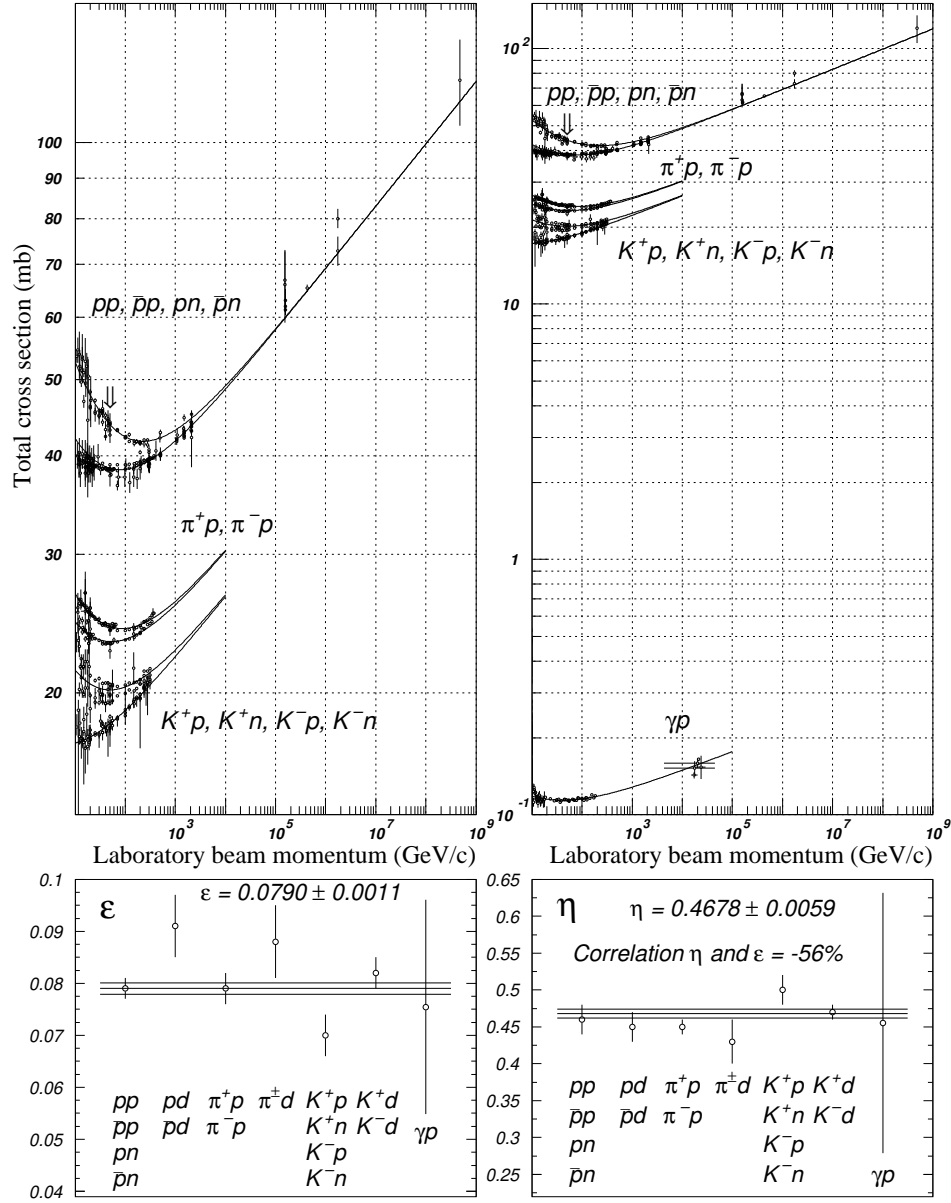 Total cross section (mb)
100
90
80
70
60
50
40
30
20
pp, p̅p, pn, p̅n
⇓
π⁺p, π⁻p
K⁺p, K⁺n, K⁻p, K⁻n
10³ 10⁵ 10⁷ 10⁹
Laboratory beam momentum (GeV/c)
10²
10
1
10⁻¹
pp, p̅p, pn, p̅n
⇓
π⁺p, π⁻p
K⁺p, K⁺n, K⁻p, K⁻n
γp
10³ 10⁵ 10⁷ 10⁹
Laboratory beam momentum (GeV/c)
0.1
0.09
0.08
0.07
0.06
0.05
0.04
ε
ε = 0.0790 ± 0.0011
pp pd π⁺p π±d K⁺p K⁺d
p̅p p̅d π⁻p K⁺n K⁻d γp
pn K⁻p
p̅n K⁻n
0.65
0.6
0.55
0.5
0.45
0.4
0.35
0.3
0.25
η
η = 0.4678 ± 0.0059
Correlation η and ε = -56%
pp pd π⁺p π±d K⁺p K⁺d
p̅p p̅d π⁻p K⁺n K⁻d
pn K⁻p
p̅n K⁻n γp